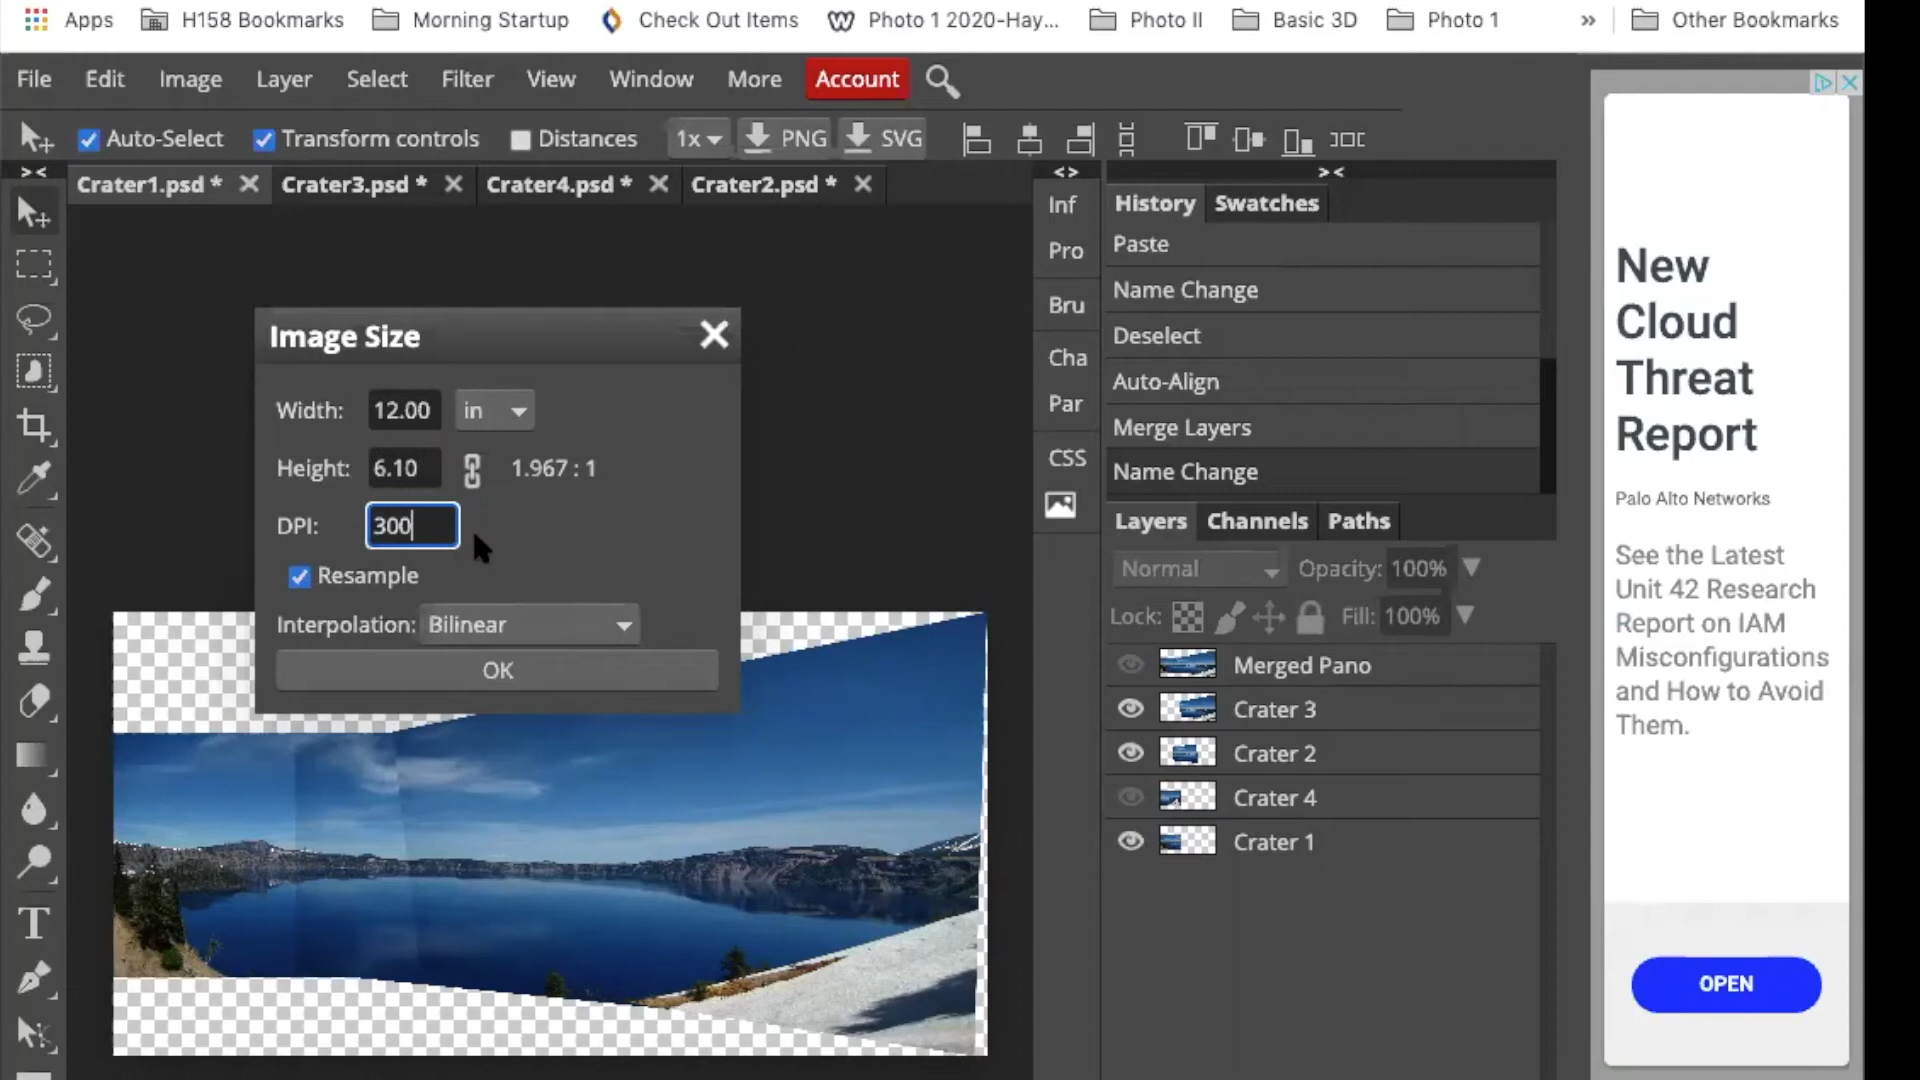 Apps H158 Bookmarks Morning Startup Check Out Items Photo 1 2020-Hay... Photo II Basic 3D Photo 1 » Other Bookmarks
File Edit Image Layer Select Filter View Window More Account
Auto-Select Transform controls Distances 1x PNG SVG
Crater1.psd * Crater3.psd * Crater4.psd * Crater2.psd *
Inf
Pro
Bru
Cha
Par
CSS
History Swatches
Paste
Name Change
Deselect
Auto-Align
Merge Layers
Name Change
Image Size
Width: 12.00 in
Height: 6.10 1.967 : 1
DPI: 300
Resample
Interpolation: Bilinear
OK
Layers Channels Paths
Normal Opacity: 100%
Lock: Fill: 100%
Merged Pano
Crater 3
Crater 2
Crater 4
Crater 1
T
New
Cloud
Threat
Report
Palo Alto Networks
See the Latest
Unit 42 Research
Report on IAM
Misconfigurations
and How to Avoid
Them.
OPEN